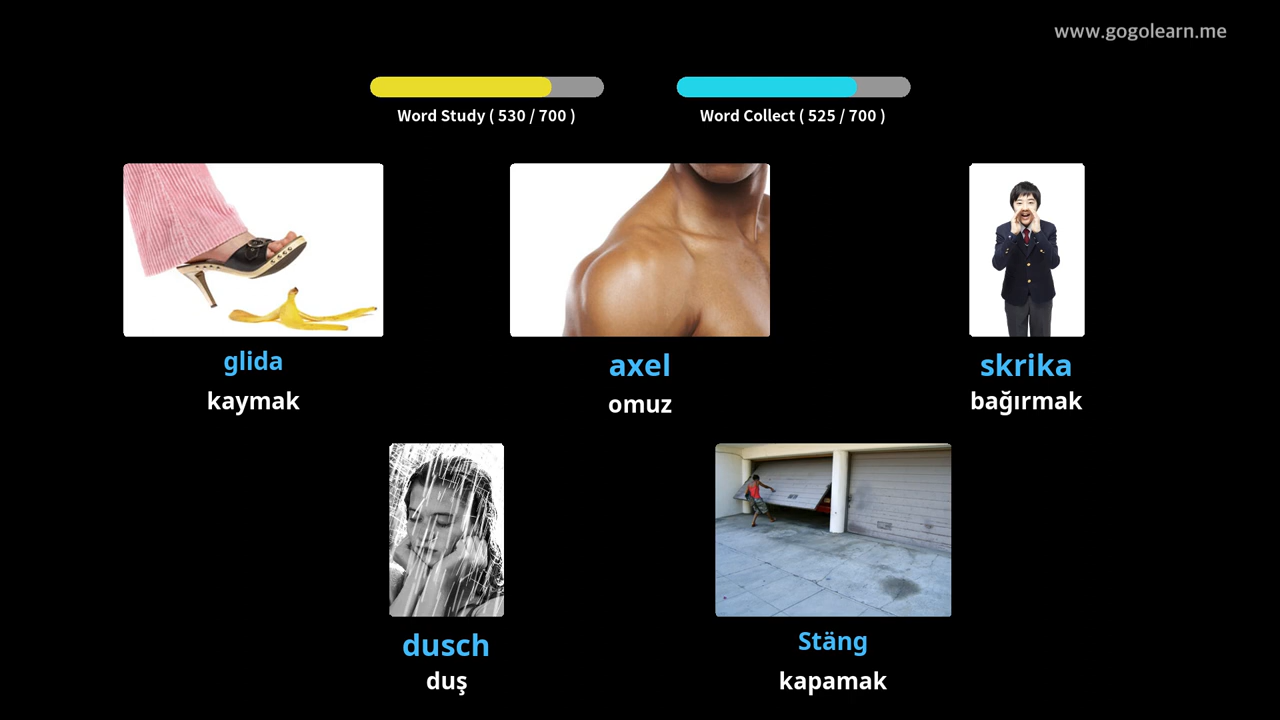 www.gogolearn.me
Word Study ( 530 / 700 )
Word Collect ( 525 / 700 )
glida
kaymak
axel
omuz
skrika
bağırmak
dusch
duş
Stäng
kapamak